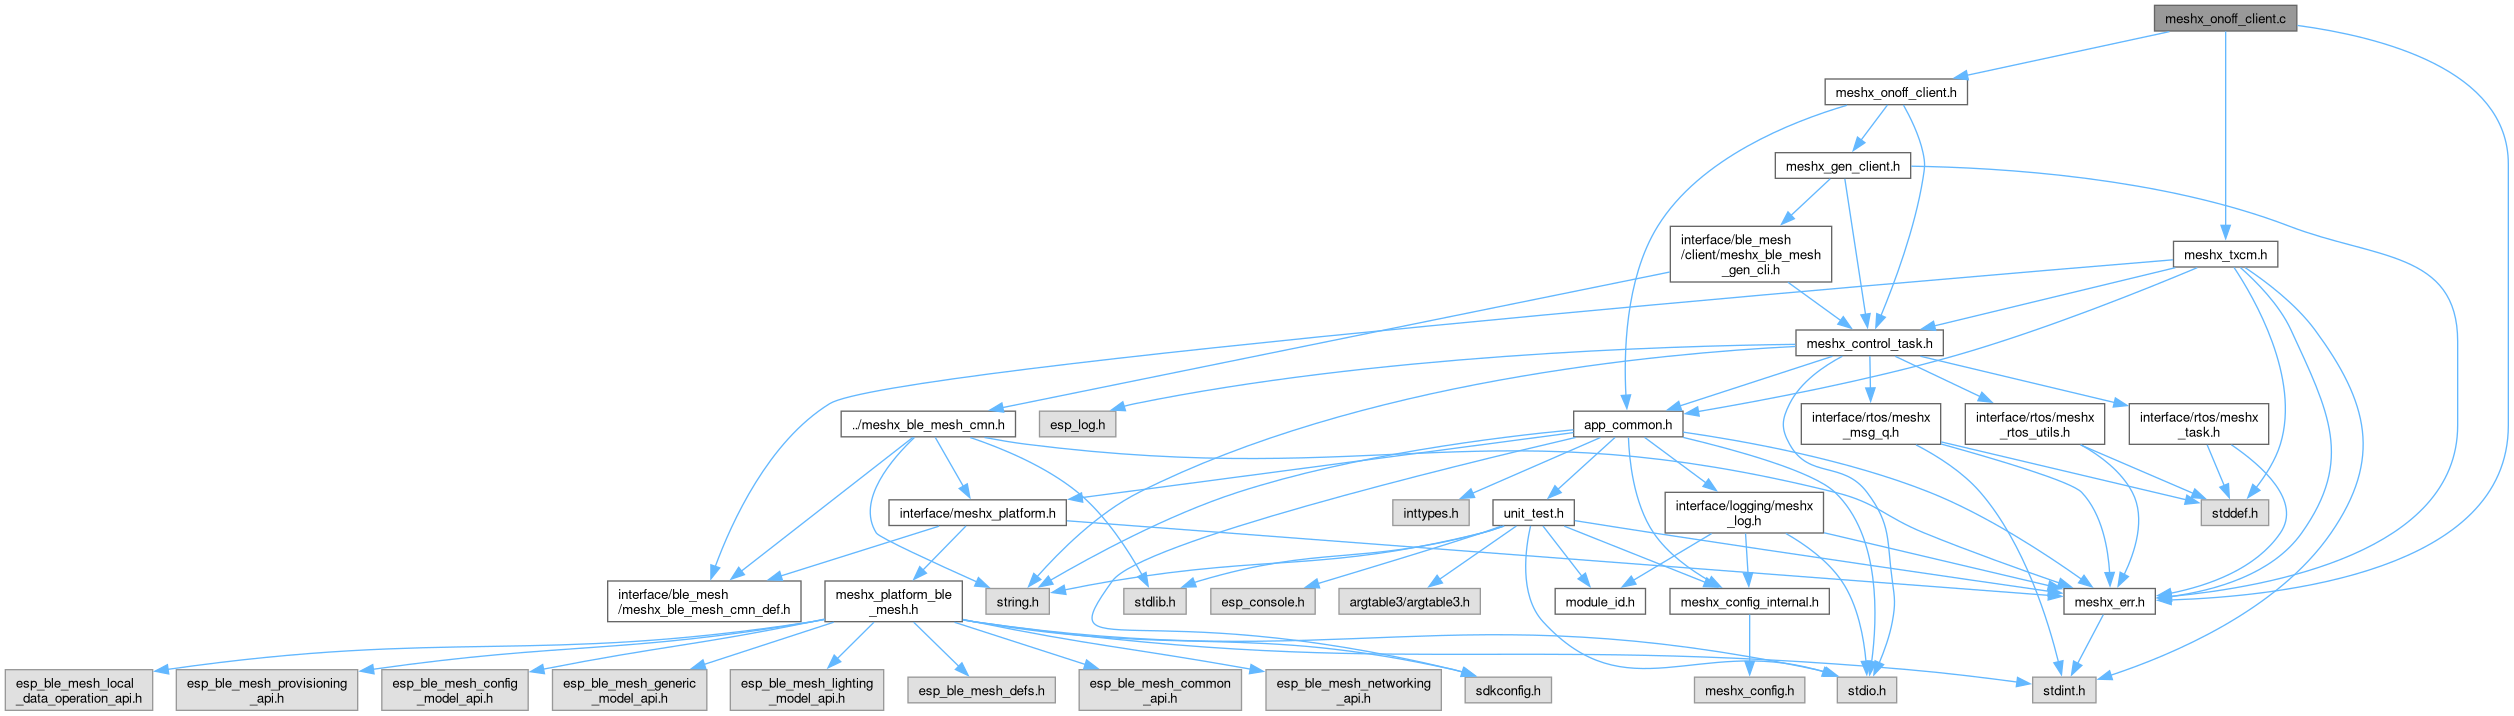 meshx_onoff_client.c
meshx_onoff_client.h
meshx_gen_client.h
interface/ble_mesh
/client/meshx_ble_mesh
_gen_cli.h
meshx_txcm.h
meshx_control_task.h
../meshx_ble_mesh_cmn.h
esp_log.h
app_common.h
interface/rtos/meshx
_msg_q.h
interface/rtos/meshx
_rtos_utils.h
interface/rtos/meshx
_task.h
interface/meshx_platform.h
inttypes.h
unit_test.h
interface/logging/meshx
_log.h
stddef.h
interface/ble_mesh
/meshx_ble_mesh_cmn_def.h
meshx_platform_ble
_mesh.h
string.h
stdlib.h
esp_console.h
argtable3/argtable3.h
module_id.h
meshx_config_internal.h
meshx_err.h
esp_ble_mesh_local
_data_operation_api.h
esp_ble_mesh_provisioning
_api.h
esp_ble_mesh_config
_model_api.h
esp_ble_mesh_generic
_model_api.h
esp_ble_mesh_lighting
_model_api.h
esp_ble_mesh_defs.h
esp_ble_mesh_common
_api.h
esp_ble_mesh_networking
_api.h
sdkconfig.h
meshx_config.h
stdio.h
stdint.h